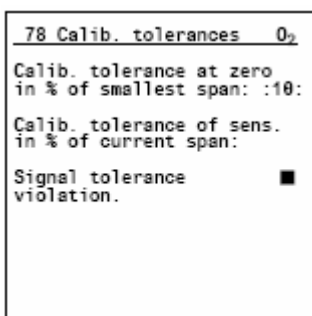 78 Calib. tolerances O₂
Calib. tolerance at zero
in % of smallest span: :10:
Calib. tolerance of sens.
in % of current span:
Signal tolerance
violation.